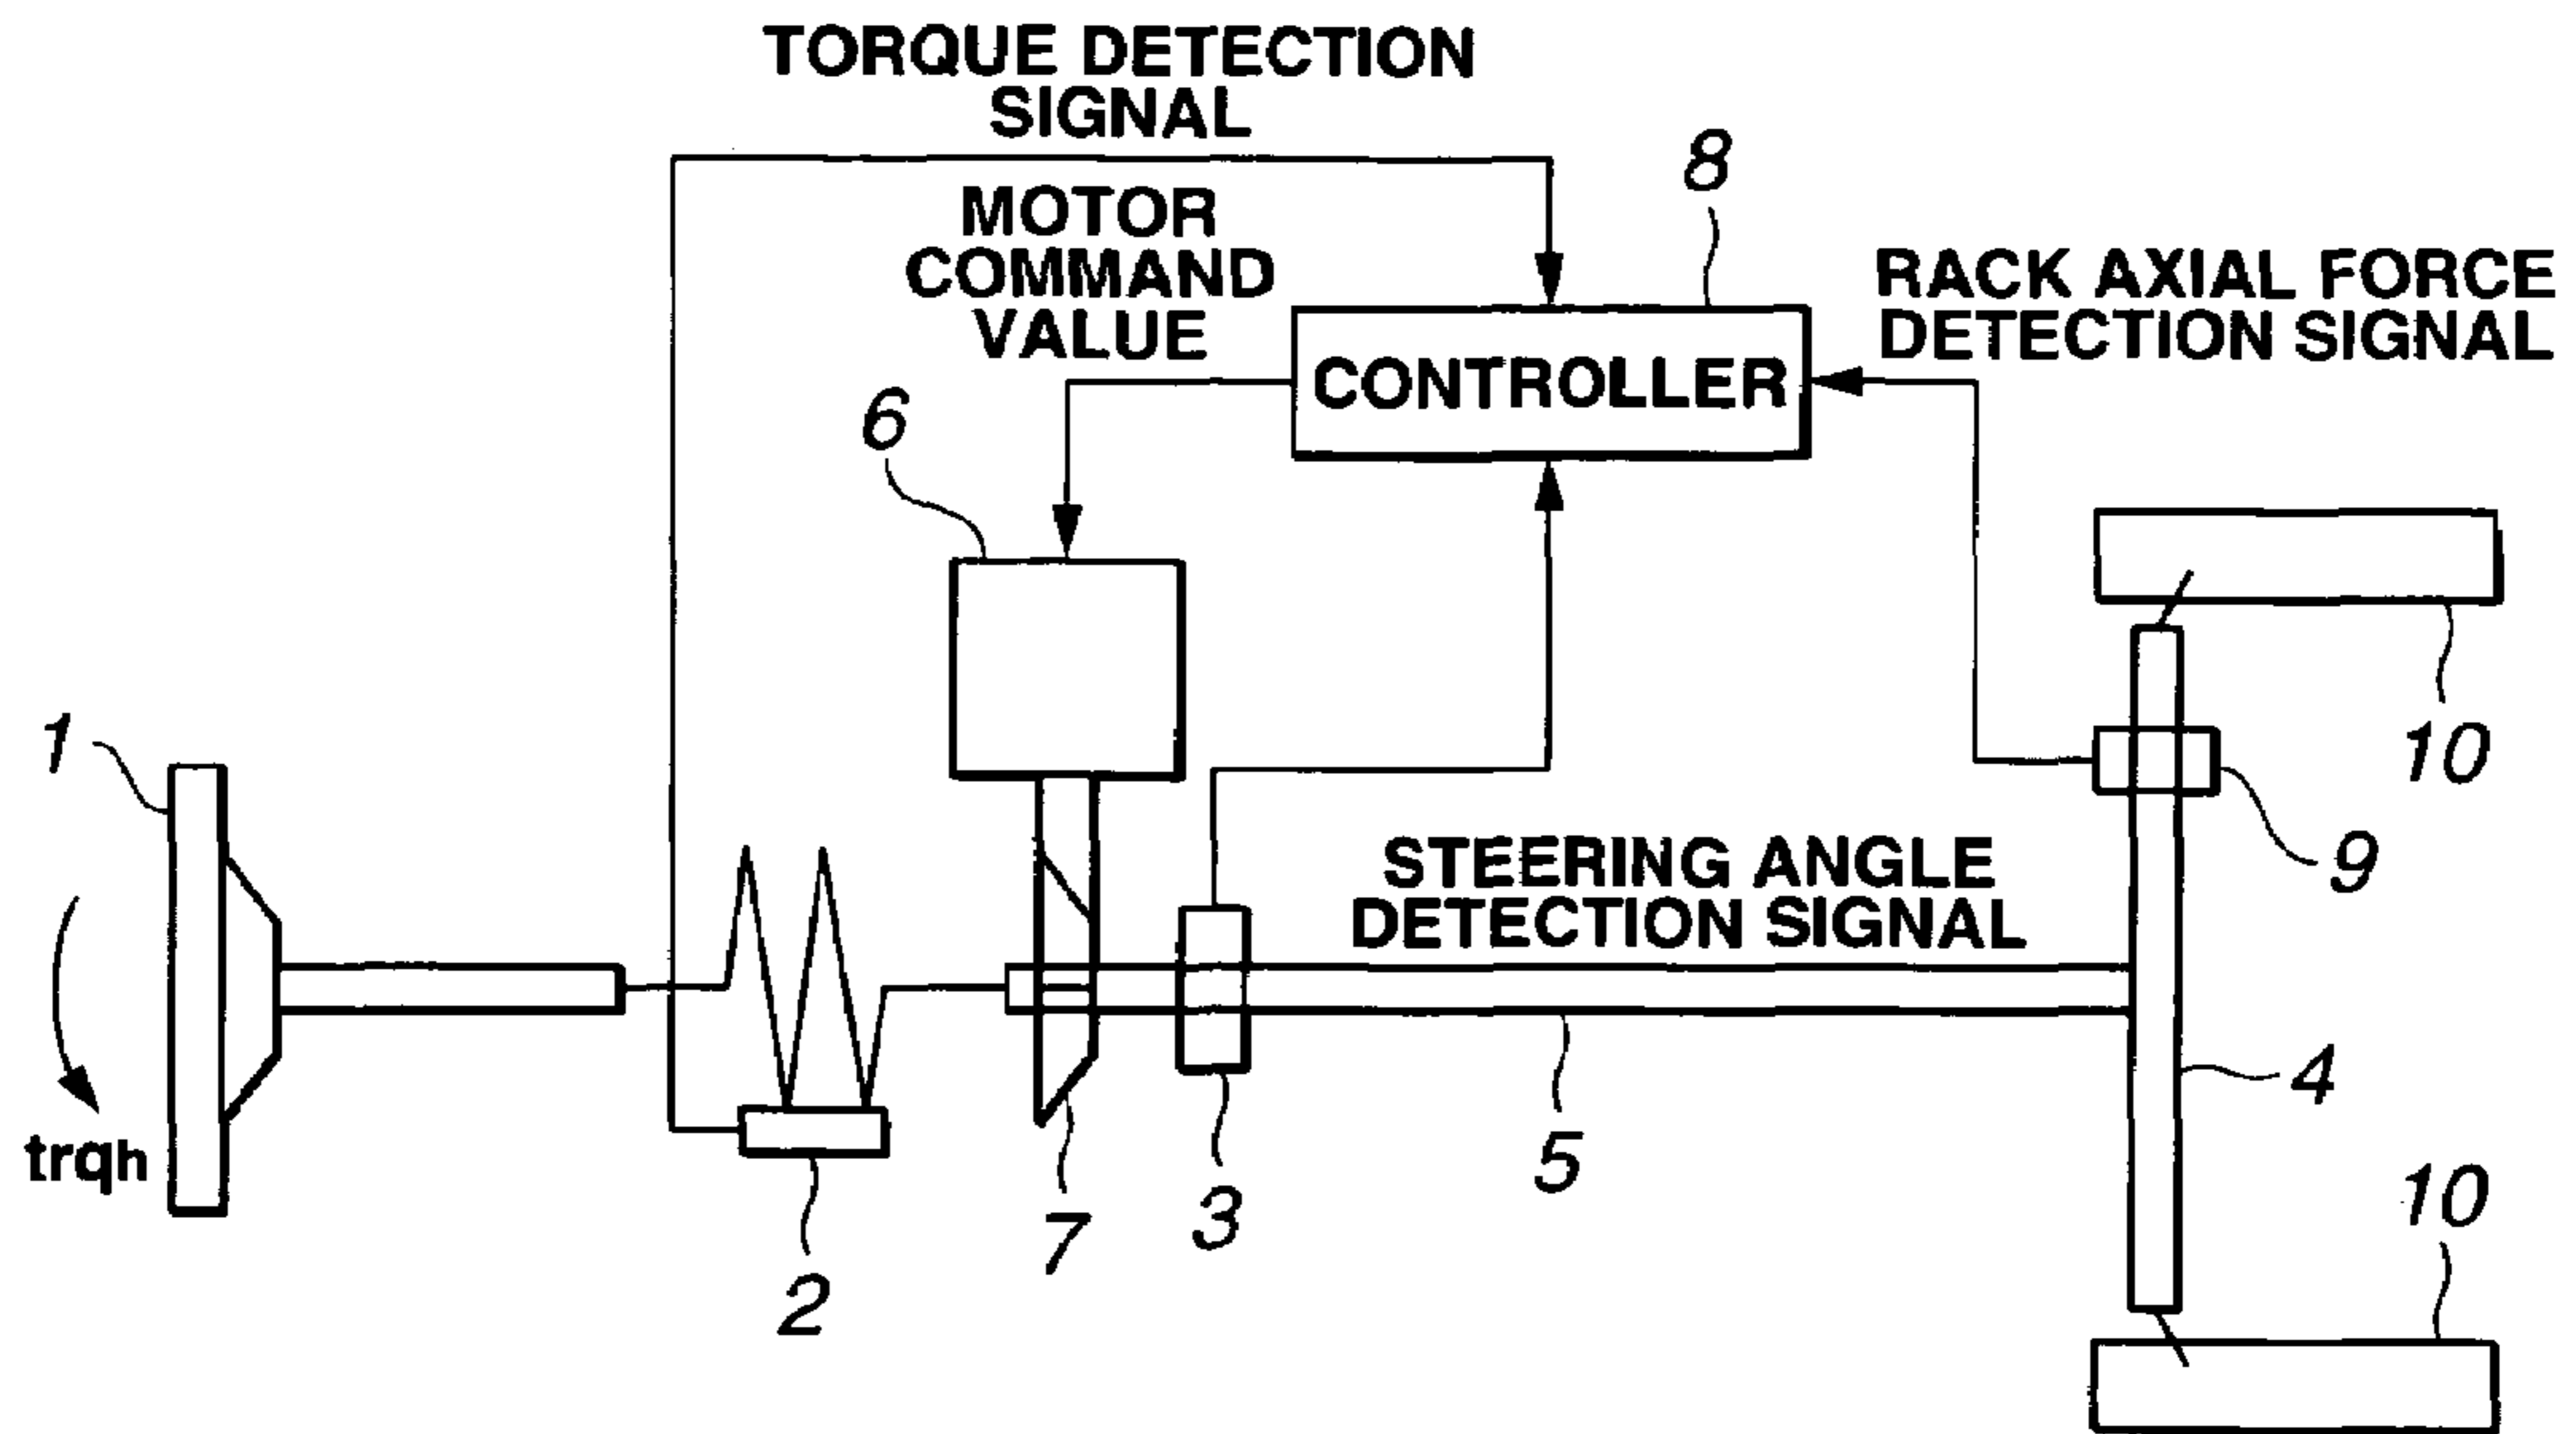 TORQUE DETECTION
SIGNAL
8
MOTOR
COMMAND
VALUE
RACK AXIAL FORCE
DETECTION SIGNAL
CONTROLLER
6
1
10
9
STEERING ANGLE
DETECTION SIGNAL
4
trqh
5
10
7
3
2